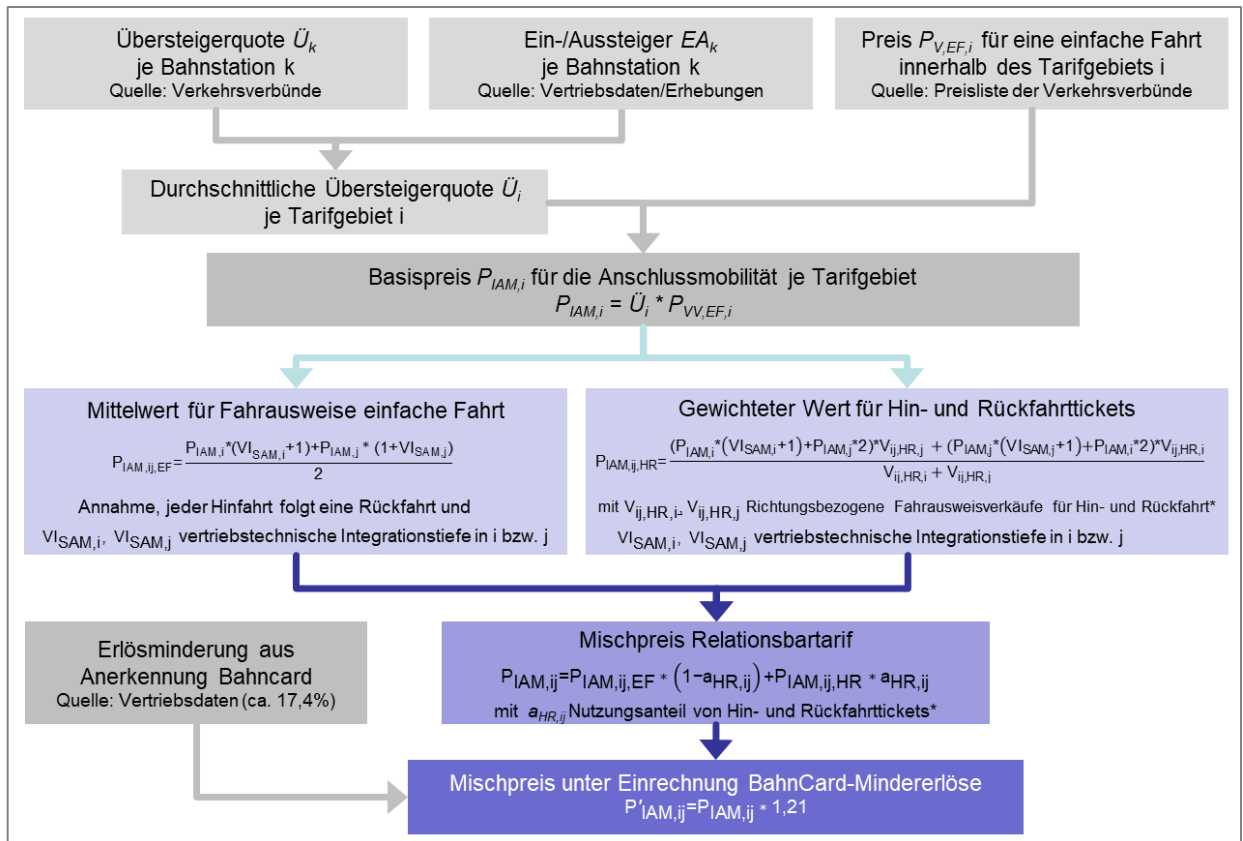 Übersteigerquote Ü_k
je Bahnstation k
Quelle: Verkehrsverbünde
Ein-/Aussteiger EA_k
je Bahnstation k
Quelle: Vertriebsdaten/Erhebungen
Preis P_V,EF,i für eine einfache Fahrt
innerhalb des Tarifgebiets i
Quelle: Preisliste der Verkehrsverbünde
Durchschnittliche Übersteigerquote Ü_i
je Tarifgebiet i
Basispreis P_IAM,i für die Anschlussmobilität je Tarifgebiet
P_IAM,i = Ü_i * P_VV,EF,i
Mittelwert für Fahrausweise einfache Fahrt
P_IAM,ij,EF = (P_IAM,i*(VI_SAM,i+1)+P_IAM,j * (1+VI_SAM,j)) / 2
Annahme, jeder Hinfahrt folgt eine Rückfahrt und
VI_SAM,i, VI_SAM,j vertriebstechnische Integrationstiefe in i bzw. j
Gewichteter Wert für Hin- und Rückfahrttickets
P_IAM,ij,HR = ((P_IAM,i*(VI_SAM,i+1)+P_IAM,j*2)*V_ij,HR,j + (P_IAM,j*(VI_SAM,j+1)+P_IAM,i*2)*V_ij,HR,i) / (V_ij,HR,i + V_ij,HR,j)
mit V_ij,HR,i, V_ij,HR,j Richtungsbezogene Fahrausweisverkäufe für Hin- und Rückfahrt*
VI_SAM,i, VI_SAM,j vertriebstechnische Integrationstiefe in i bzw. j
Erlösminderung aus
Anerkennung Bahncard
Quelle: Vertriebsdaten (ca. 17,4%)
Mischpreis Relationsbartarif
P_IAM,ij=P_IAM,ij,EF * (1−a_HR,ij)+P_IAM,ij,HR * a_HR,ij
mit a_HR,ij Nutzungsanteil von Hin- und Rückfahrttickets*
Mischpreis unter Einrechnung BahnCard-Mindererlöse
P'_IAM,ij=P_IAM,ij * 1,21